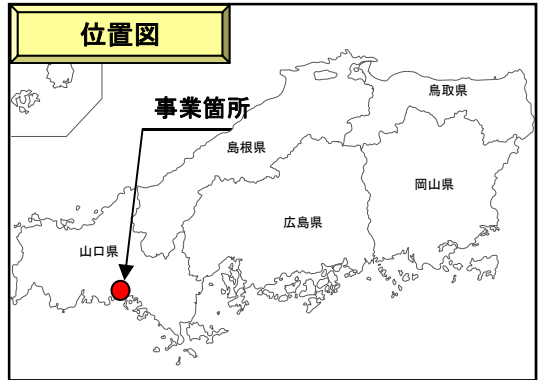 位置図
事業箇所
鳥取県
島根県
岡山県
広島県
山口県